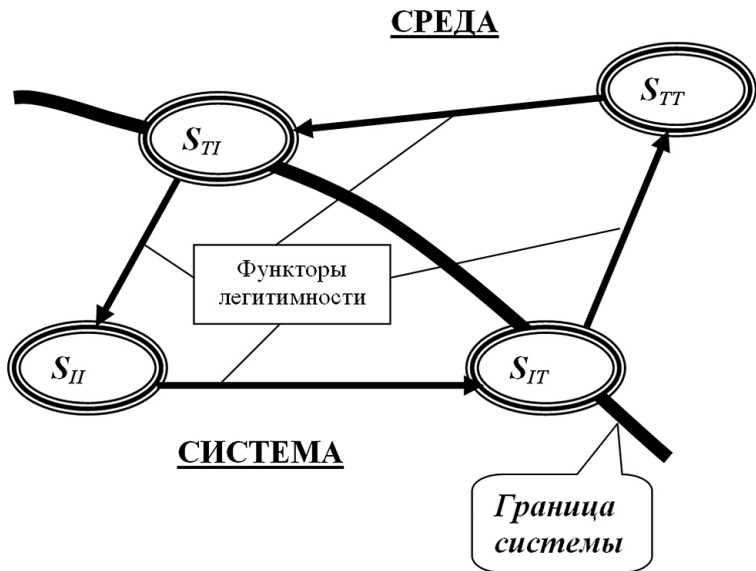 СРЕДА
S_TT
S_TI
Функторы
легитимности
S_II
S_IT
СИСТЕМА
Граница
системы